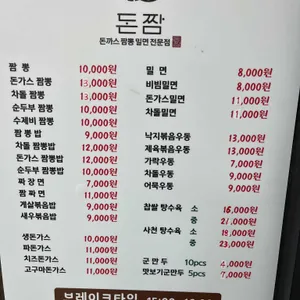 돈짬
돈까스 짬뽕 밀면 전문점
짬 뽕 10,000원
돈까스 짬뽕 13,000원
차돌 짬뽕 13,000원
순두부 짬뽕 10,000원
수제비 짬뽕 10,000원
짬 뽕 밥 9,000원
차돌 짬뽕밥 12,000원
돈까스 짬뽕밥 12,000원
순두부 짬뽕밥 10,000원
짜 장 면 7,000원
짬 짜 면 11,000원
게살볶음밥 9,000원
새우볶음밥 9,000원
생돈까스 10,000원
파돈까스 11,000원
치즈돈까스 11,000원
고구마돈까스 11,000원
밀 면 8,000원
비빔밀면 8,000원
돈까스밀면 11,000원
차돌밀면 11,000원
낙지볶음우동 13,000원
제육볶음우동 13,000원
가락우동 7,000원
차돌우동 9,000원
어묵우동 9,000원
찹쌀 탕수육 소 16,000원
중 21,000원
사천 탕수육 소 18,000원
중 23,000원
군 만 두 10pcs 4,000원
맛보기군만두 5pcs 7,000원
브레이크타임